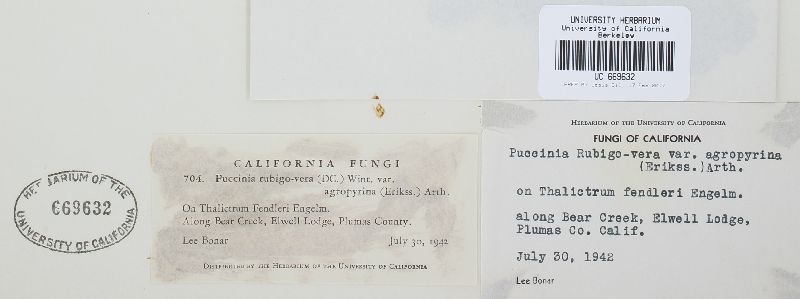 UNIVERSITY HERBARIUM
University of California
Berkeley
UC 669632
HERBARIUM OF THE
669632
UNIVERSITY OF CALIFORNIA
CALIFORNIA FUNGI
704. Puccinia rubigo-vera (DC.) Wint. var.
agropyrina (Erikss.) Arth.
On Thalictrum Fendleri Engelm.
Along Bear Creek, Elwell Lodge, Plumas County.
Lee Bonar July 30, 1942
Distributed by the Herbarium of the University of California
Herbarium of the University of California
FUNGI OF CALIFORNIA
Puccinia Rubigo-vera var. agropyrina
(Erikss.)Arth.
on Thalictrum fendleri Engelm.
along Bear Creek, Elwell Lodge,
Plumas Co. Calif.
July 30, 1942
Lee Bonar